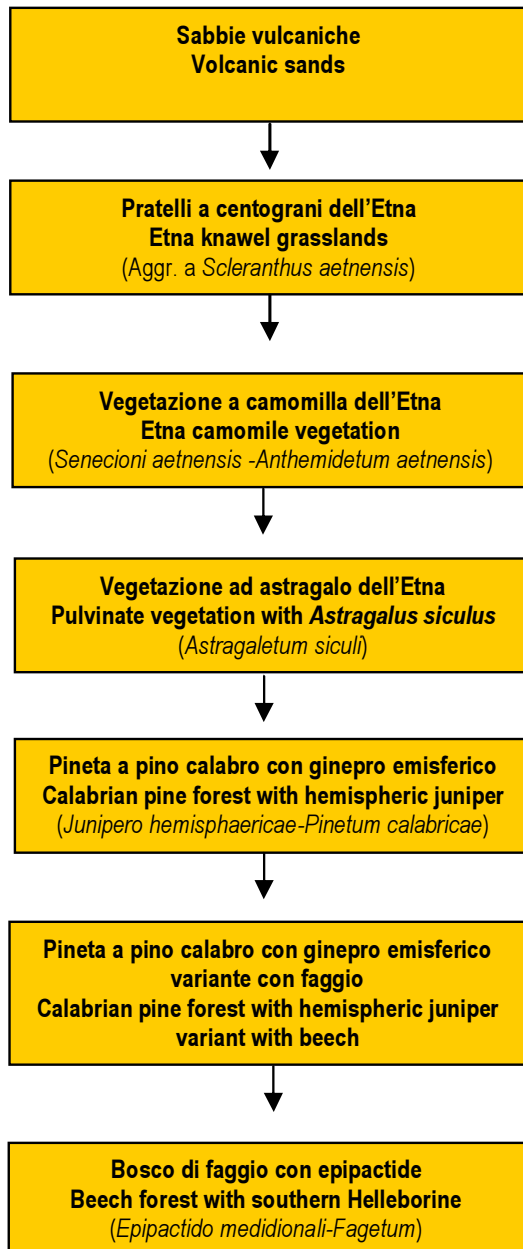 Sabbie vulcaniche
Volcanic sands
Pratelli a centograni dell'Etna
Etna knawel grasslands
(Aggr. a Scleranthus aetnensis)
Vegetazione a camomilla dell'Etna
Etna camomile vegetation
(Senecioni aetnensis -Anthemidetum aetnensis)
Vegetazione ad astragalo dell'Etna
Pulvinate vegetation with Astragalus siculus
(Astragaletum siculi)
Pineta a pino calabro con ginepro emisferico
Calabrian pine forest with hemispheric juniper
(Junipero hemisphaericae-Pinetum calabricae)
Pineta a pino calabro con ginepro emisferico
variante con faggio
Calabrian pine forest with hemispheric juniper
variant with beech
Bosco di faggio con epipactide
Beech forest with southern Helleborine
(Epipactido medidionali-Fagetum)